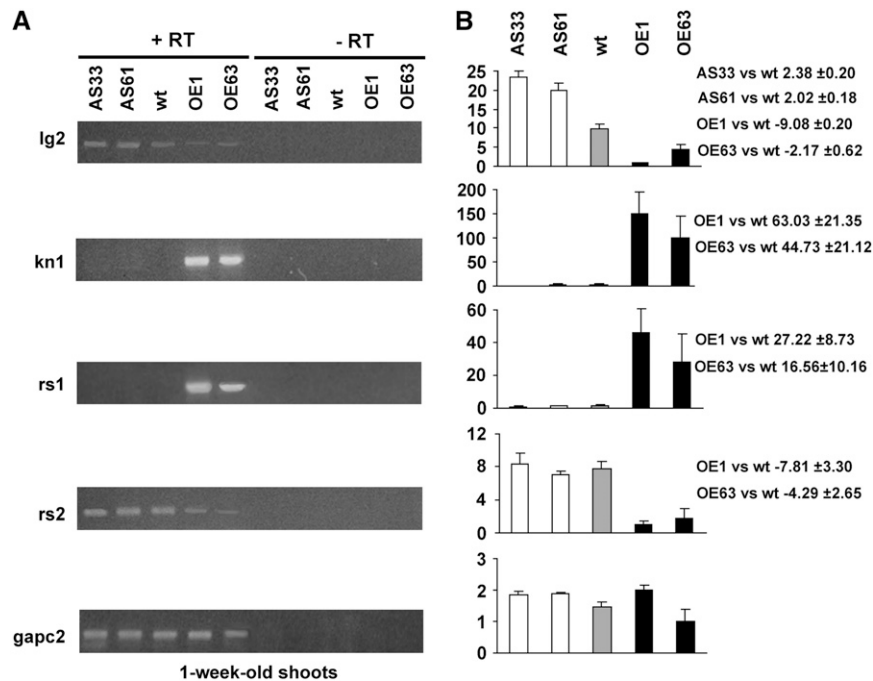 A
+ RT
- RT
AS33 AS61 wt OE1 OE63 AS33 AS61 wt OE1 OE63
lg2
kn1
rs1
rs2
gapc2
1-week-old shoots
B
AS33 AS61 wt OE1 OE63
25
20
15
10
5
0
AS33 vs wt 2.38 ±0.20
AS61 vs wt 2.02 ±0.18
OE1 vs wt -9.08 ±0.20
OE63 vs wt -2.17 ±0.62
200
150
100
50
0
OE1 vs wt 63.03 ±21.35
OE63 vs wt 44.73 ±21.12
60
40
20
0
OE1 vs wt 27.22 ±8.73
OE63 vs wt 16.56±10.16
12
8
4
0
OE1 vs wt -7.81 ±3.30
OE63 vs wt -4.29 ±2.65
3
2
1
0